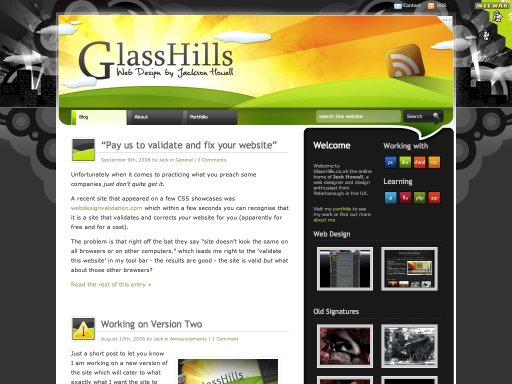 Contact RSS
WEEWAR
GlassHills
Web Design by Jackson Howell
Blog About Portfolio search the website Search
"Pay us to validate and fix your website"
September 9th, 2008 by Jack in General | 2 Comments
Unfortunately when it comes to practicing what you preach some
companies just don't quite get it.
A recent site that appeared on a few CSS showcases was
webdesignvalidation.com which within a few seconds you can recognise that
it is a site that validates and corrects your website for you (apparently for
free and for a cost).
The problem is that right off the bat they say "site doesn't look the same on
all browsers or on other computers." which leads me right to the 'validate
this website' in my tool bar - the results are good - the site is valid but what
about those other browsers?
Read the rest of this entry »
Working on Version Two
August 12th, 2008 by Jack in Announcements | 1 Comment
Just a short post to let you know
I am working on a new version of
the site which will cater to what
exactly what I want the site to
GlassHills
Welcome
Welcome to
GlassHills.co.uk the online
home of Jack Howell, a
web designer and design
enthusiast from
Peterborough in the UK.
Visit my portfolio to see
my work or find out more
about me
Working with
ps dw xhtml css
Learning
ai fl php sql
Web Design
Old Signatures